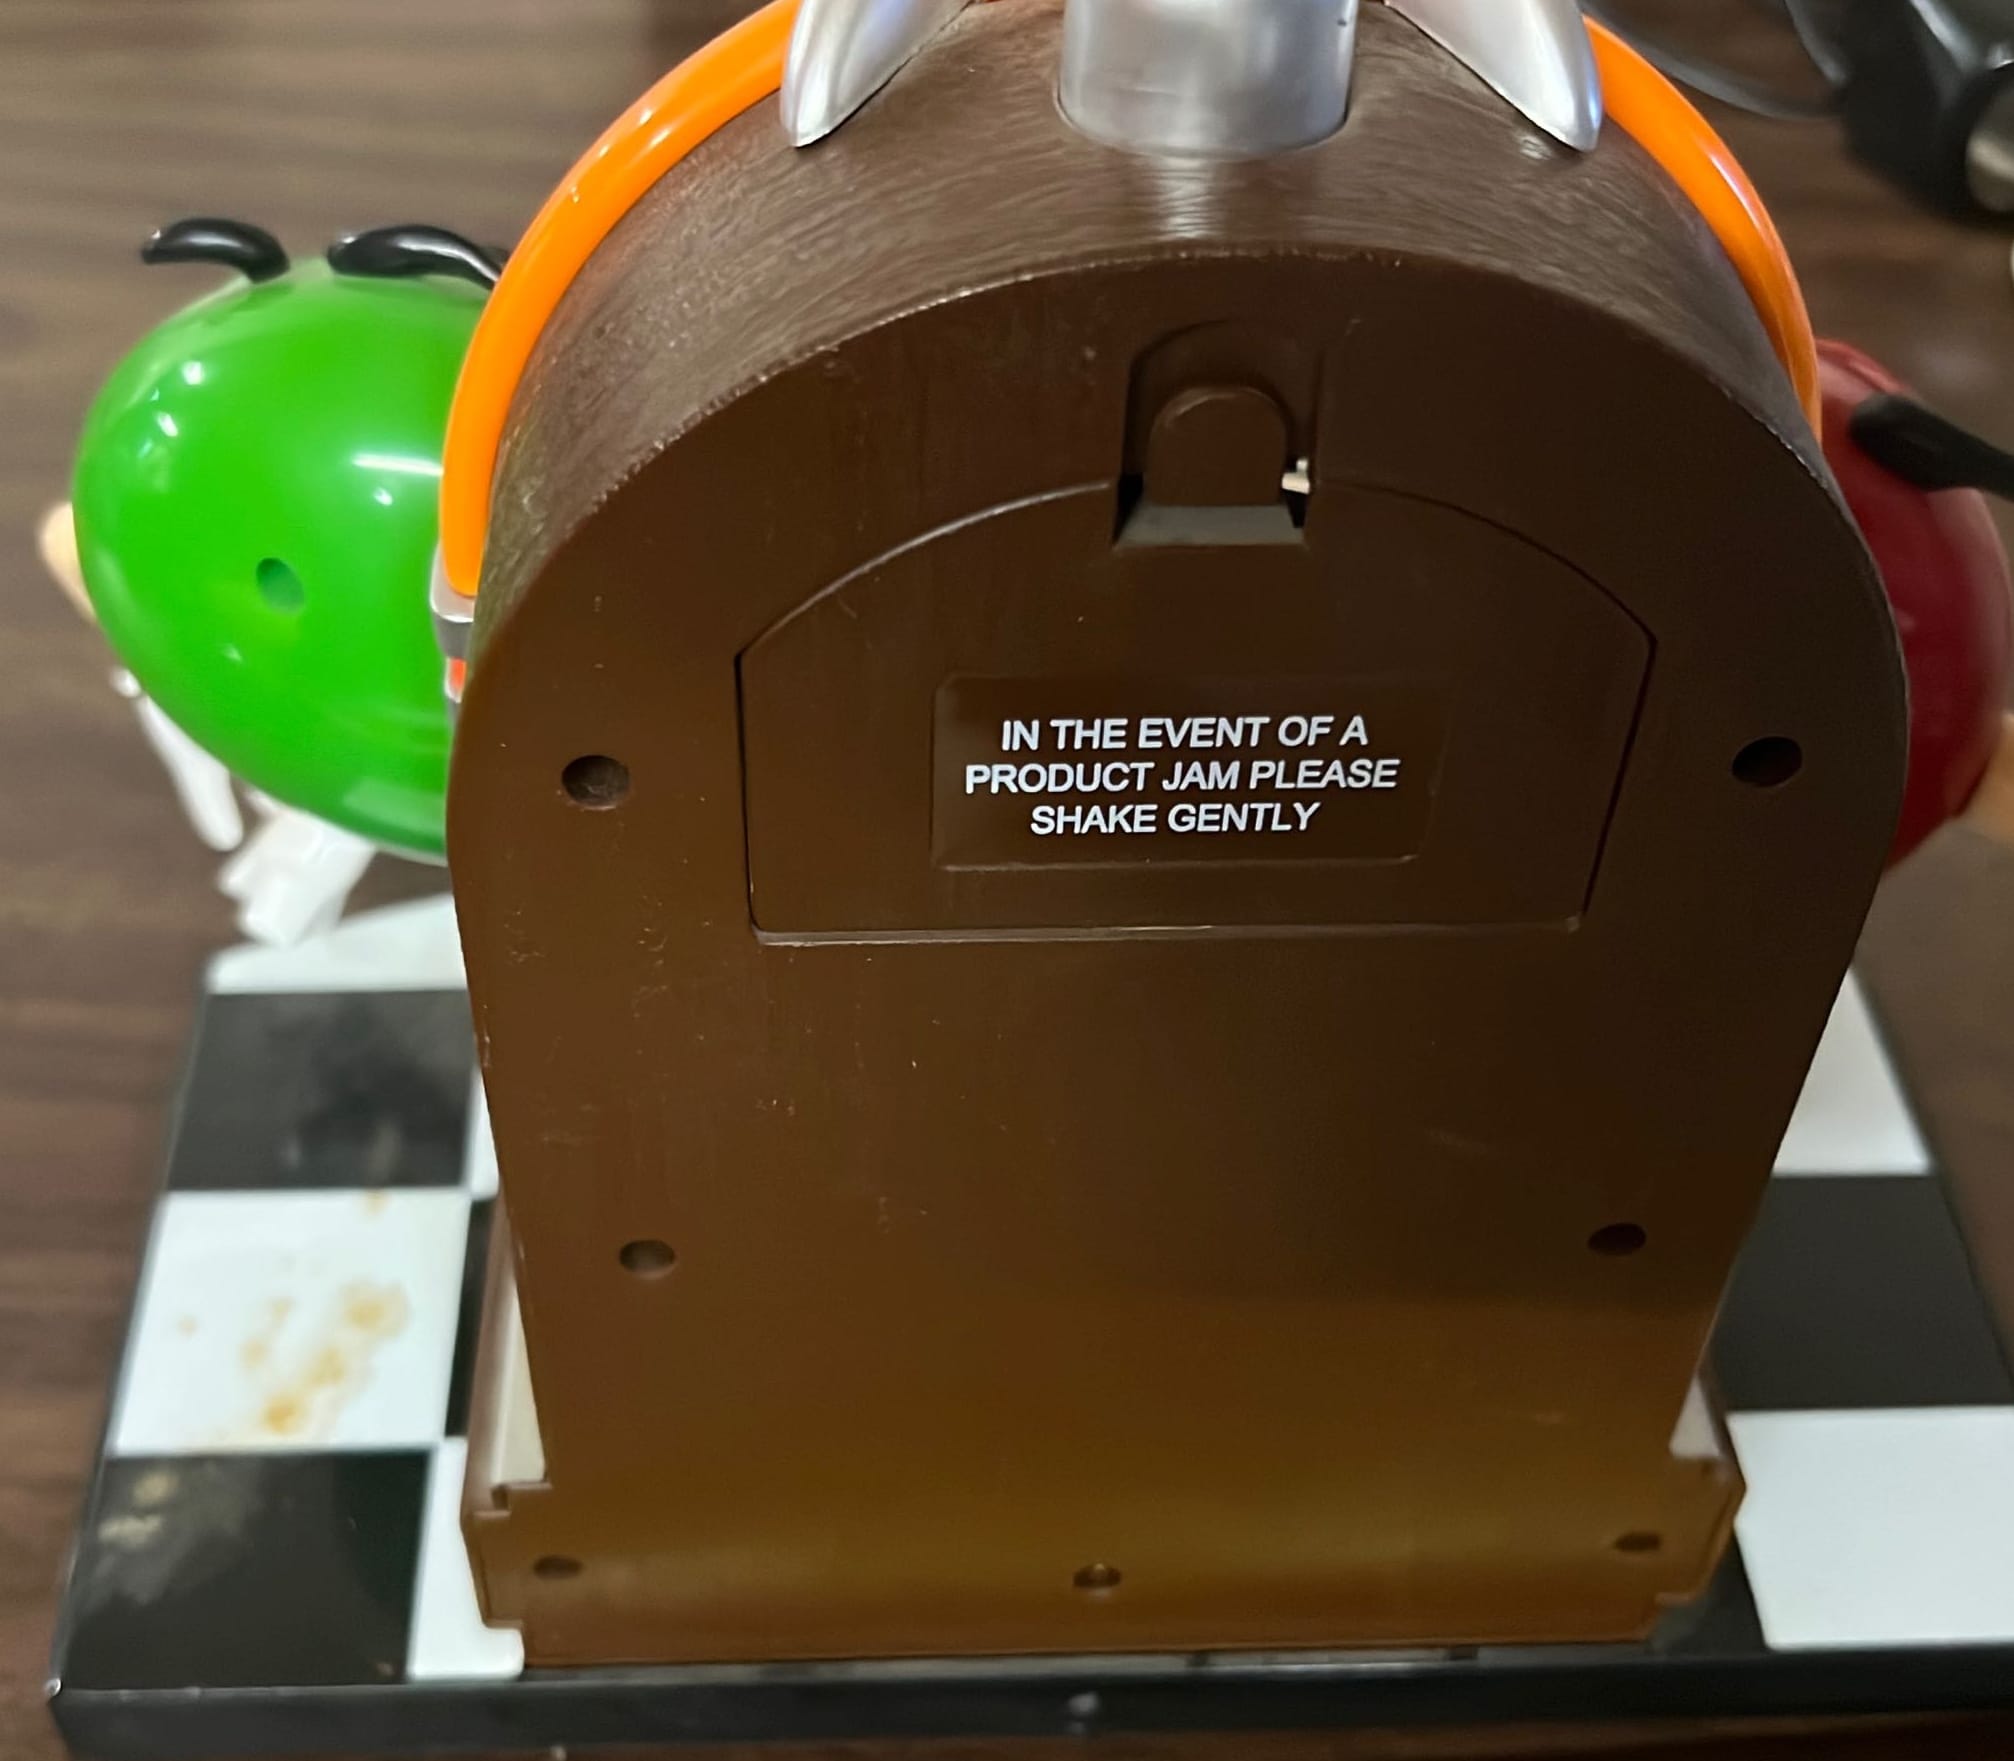 IN THE EVENT OF A
PRODUCT JAM PLEASE
SHAKE GENTLY